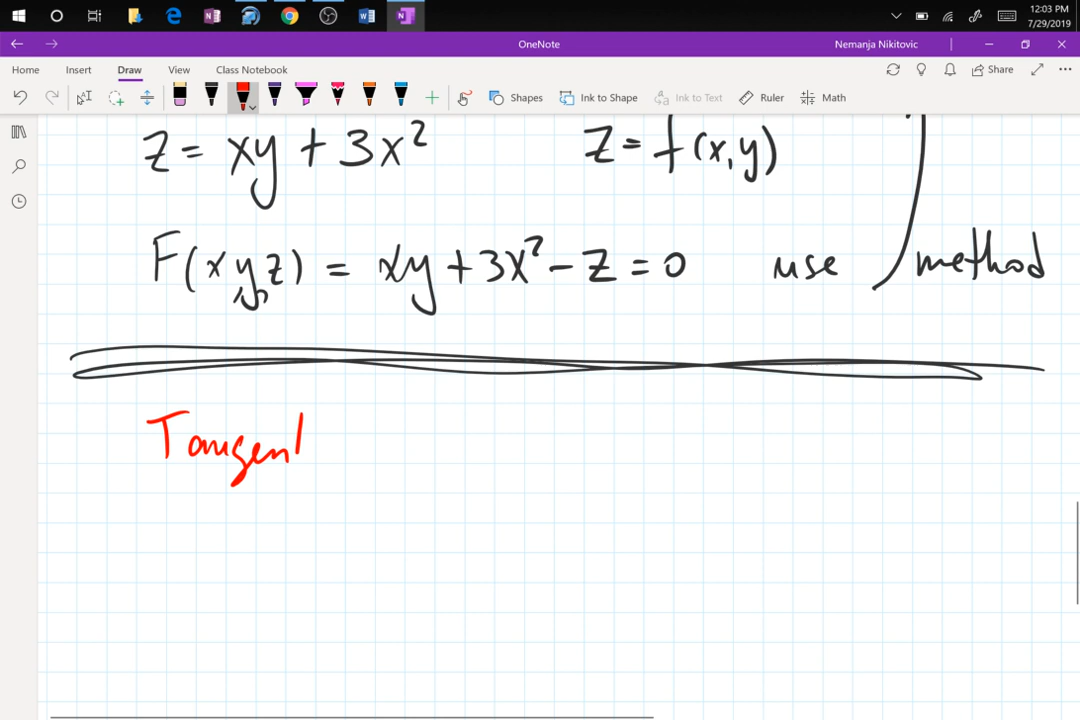 12:03 PM
7/29/2019
OneNote
Nemanja Nikitovic
Home Insert Draw View Class Notebook
Share
Shapes Ink to Shape Ink to Text Ruler Math
z = xy + 3x² z = f(x,y)
F(x,y,z) = xy + 3x² - z = 0 use method
Tangen